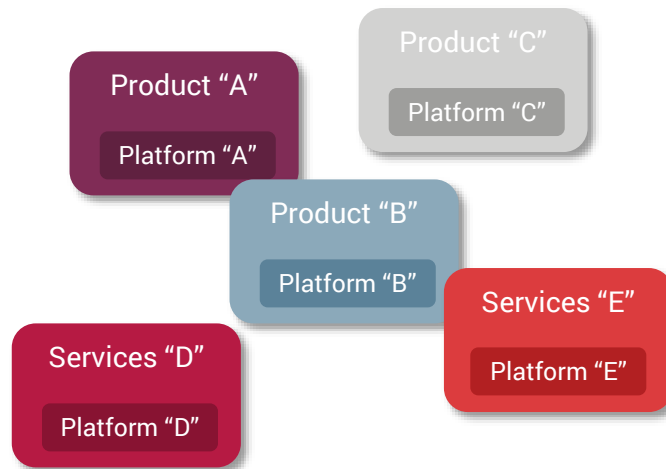 Product “C”
Platform “C”
Product “A”
Platform “A”
Product “B”
Platform “B”
Services “E”
Platform “E”
Services “D”
Platform “D”